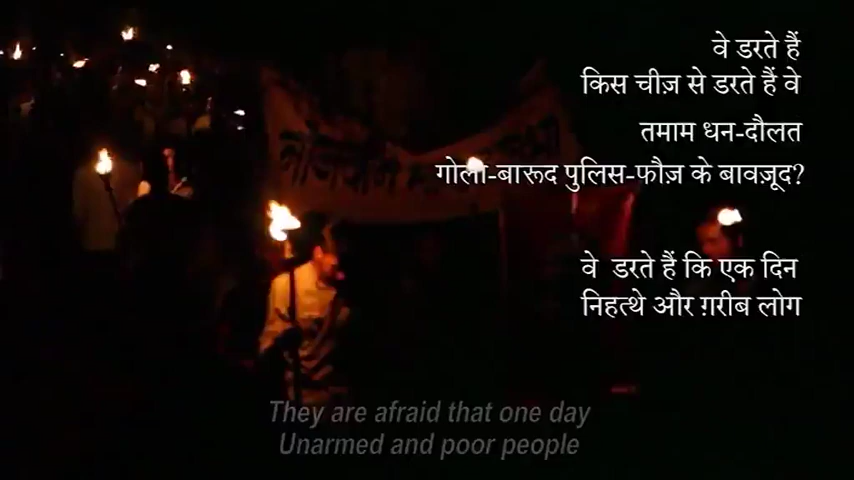 वे डरते हैं
किस चीज़ से डरते हैं वे
तमाम धन-दौलत
गोला-बारूद पुलिस-फौज़ के बावज़ूद?
वे डरते हैं कि एक दिन
निहत्थे और ग़रीब लोग
They are afraid that one day
Unarmed and poor people